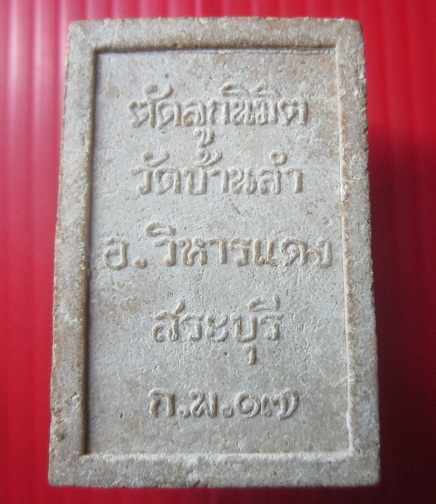 ตัดลูกนิมิต
วัดบ้านลำ
อ.วิหารแดง
สระบุรี
ก.พ.๑๗